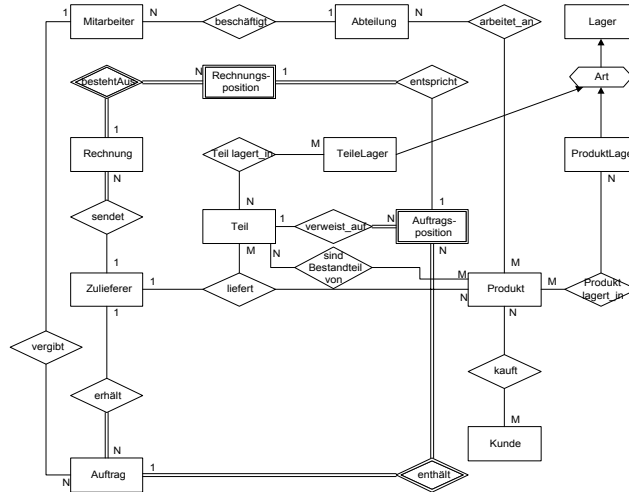 1 Mitarbeiter N beschäftigt 1 Abteilung N arbeitet_an Lager
bestehtAus N Rechnungs-
position 1 entspricht Art
1 Rechnung N Teil lagert_in M TeileLager ProduktLager N
sendet N Teil 1 verweist_auf N 1 Auftrags-
position N
M N sind
Bestandteil
von M M
1 Zulieferer 1 1 liefert N Produkt N M Produkt
lagert_in
vergibt
erhält kauft
N M Kunde
N Auftrag 1 enthält